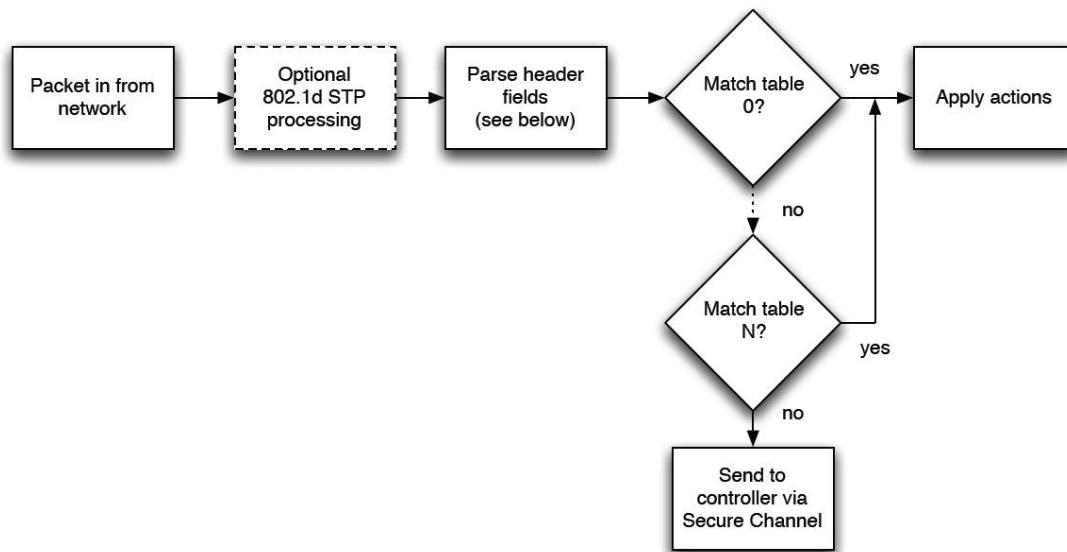 Packet in from
network
Optional
802.1d STP
processing
Parse header
fields
(see below)
Match table
0?
yes
Apply actions
no
Match table
N?
yes
no
Send to
controller via
Secure Channel